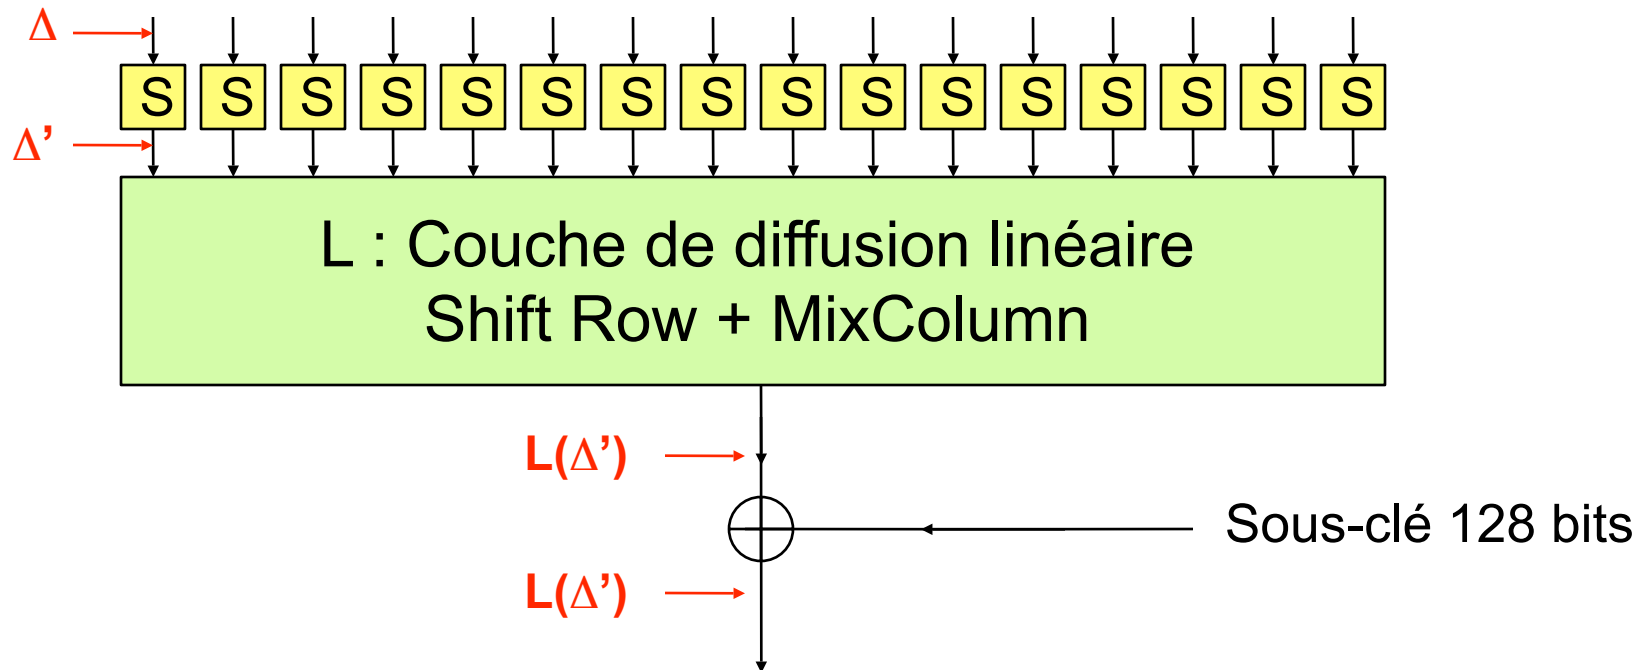 Δ
S S S S S S S S S S S S S S S S
Δ’
L : Couche de diffusion linéaire
Shift Row + MixColumn
L(Δ’)
Sous-clé 128 bits
L(Δ’)